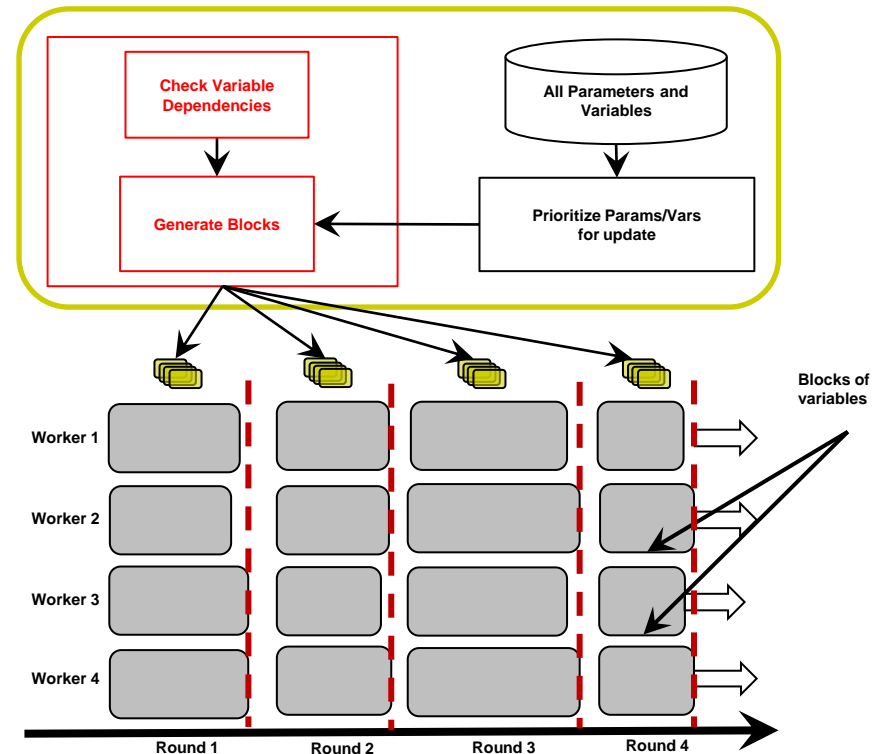 Check Variable
Dependencies
All Parameters and
Variables
Generate Blocks
Prioritize Params/Vars
for update
Blocks of
variables
Worker 1
Worker 2
Worker 3
Worker 4
Round 1
Round 2
Round 3
Round 4